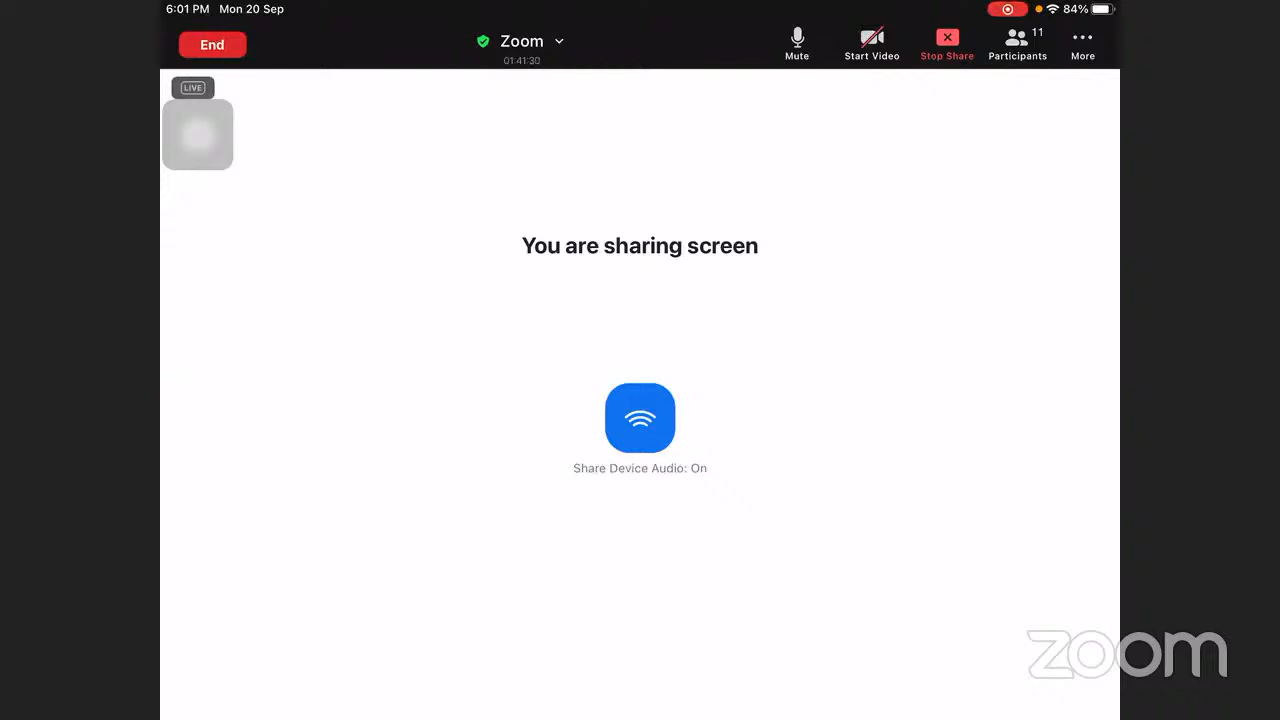 6:01 PM Mon 20 Sep
84%
End
Zoom
01:41:30
Mute
Start Video
Stop Share
11
Participants
More
LIVE
You are sharing screen
Share Device Audio: On
zoom